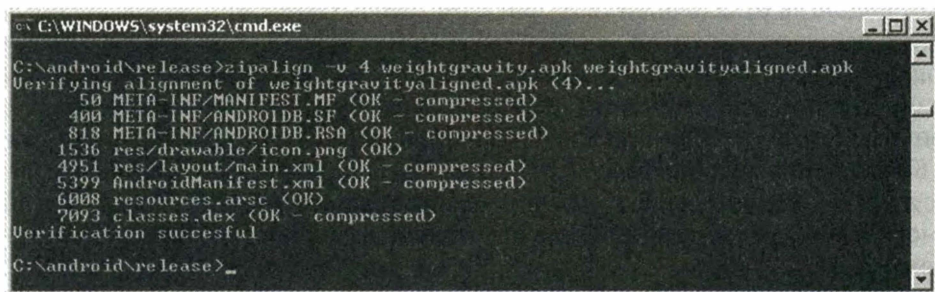 C:\WINDOWS\system32\cmd.exe
C:\android\release>zipalign -v 4 weightgravity.apk weightgravityaligned.apk
Verifying alignment of weightgravityaligned.apk (4)...
50 META-INF/MANIFEST.MF (OK - compressed)
400 META-INF/ANDROIDB.SF (OK - compressed)
818 META-INF/ANDROIDB.RSA (OK - compressed)
1536 res/drawable/icon.png (OK)
4951 res/layout/main.xml (OK - compressed)
5399 AndroidManifest.xml (OK - compressed)
6008 resources.arsc (OK)
7093 classes.dex (OK - compressed)
Verification succesful
C:\android\release>_